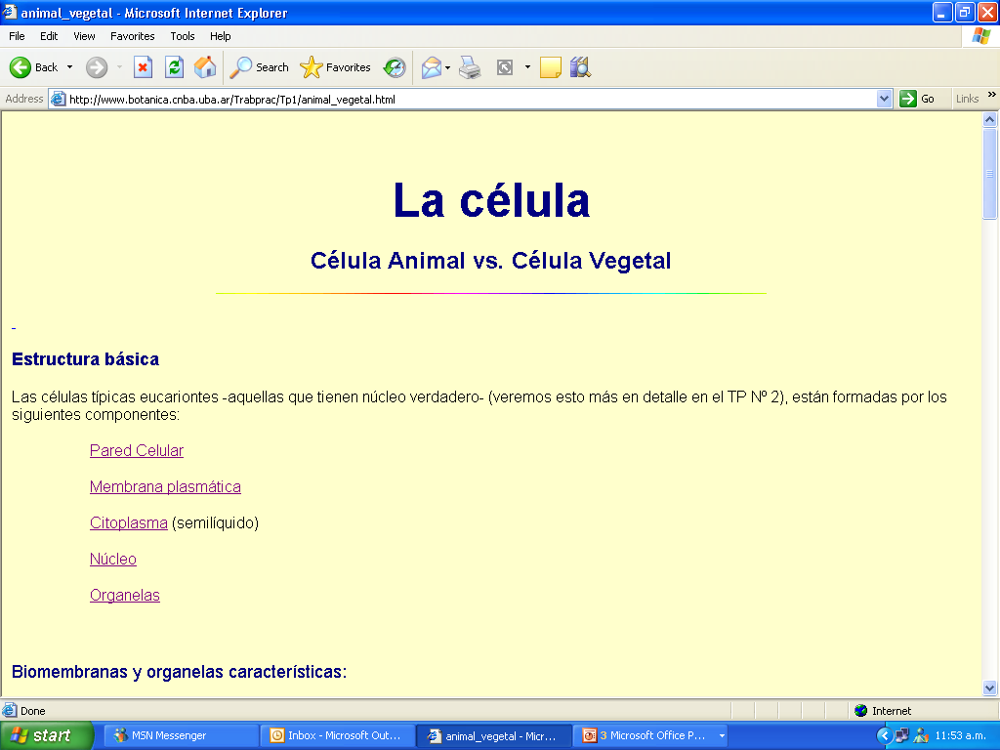 animal_vegetal - Microsoft Internet Explorer
File Edit View Favorites Tools Help
Back Search Favorites
Address http://www.botanica.cnba.uba.ar/Trabprac/Tp1/animal_vegetal.html Go Links »
La célula
Célula Animal vs. Célula Vegetal
Estructura básica
Las células típicas eucariontes -aquellas que tienen núcleo verdadero- (veremos esto más en detalle en el TP Nº 2), están formadas por los
siguientes componentes:
Pared Celular
Membrana plasmática
Citoplasma (semilíquido)
Núcleo
Organelas
Biomembranas y organelas características:
Done Internet
start MSN Messenger Inbox - Microsoft Out... animal_vegetal - Micr... 3 Microsoft Office P... 11:53 a.m.